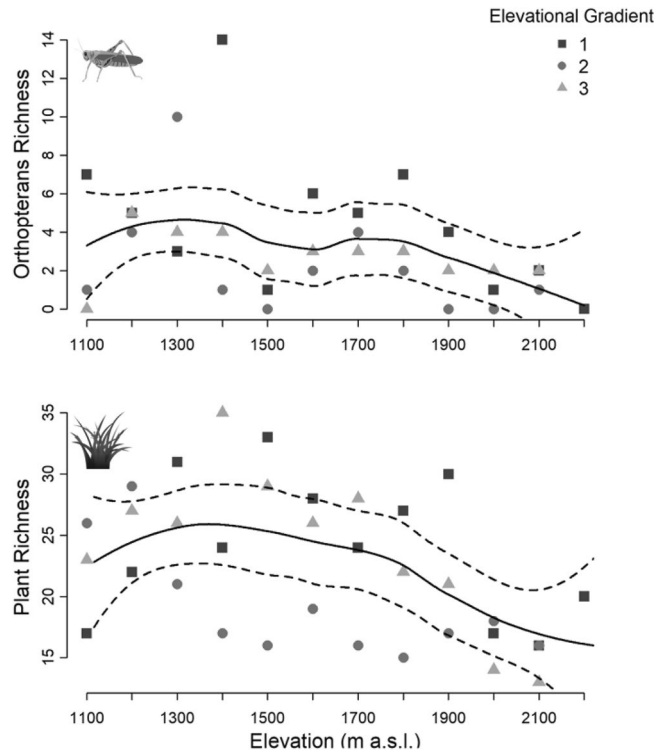 Elevational Gradient
1
2
3
Orthopterans Richness
14
12
10
8
6
4
2
0
1100 1300 1500 1700 1900 2100
Plant Richness
35
30
25
20
15
1100 1300 1500 1700 1900 2100
Elevation (m a.s.l.)